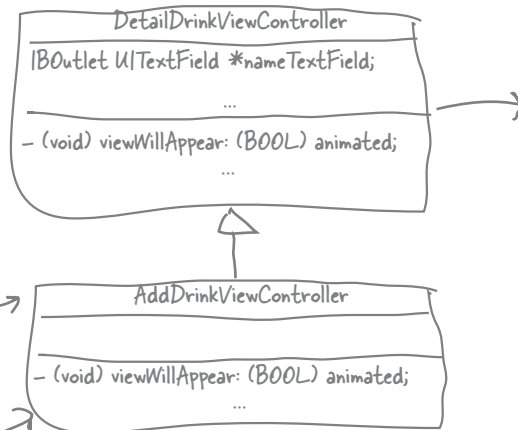 DetailDrinkViewController
IBOutlet UITextField *nameTextField;
...
- (void) viewWillAppear: (BOOL) animated;
...
AddDrinkViewController
- (void) viewWillAppear: (BOOL) animated;
...